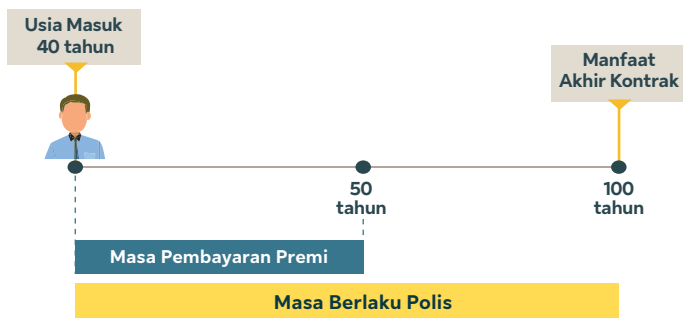 Usia Masuk
40 tahun
Manfaat
Akhir Kontrak
50
tahun
100
tahun
Masa Pembayaran Premi
Masa Berlaku Polis